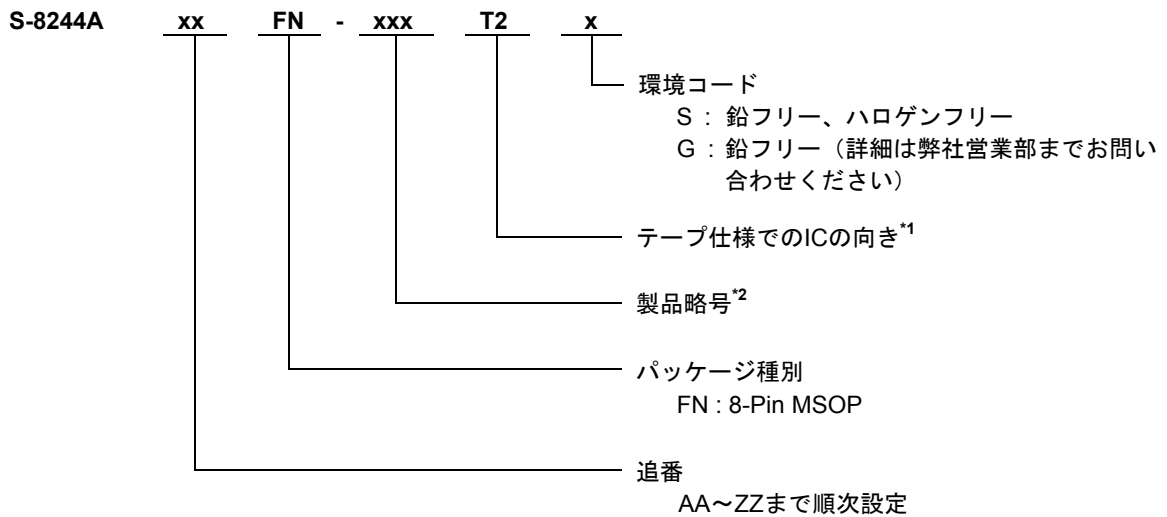 S-8244A xx FN - xxx T2 x
環境コード
S : 鉛フリー、ハロゲンフリー
G : 鉛フリー（詳細は弊社営業部までお問い
合わせください）
テープ仕様でのICの向き*1
製品略号*2
パッケージ種別
FN : 8-Pin MSOP
追番
AA～ZZまで順次設定